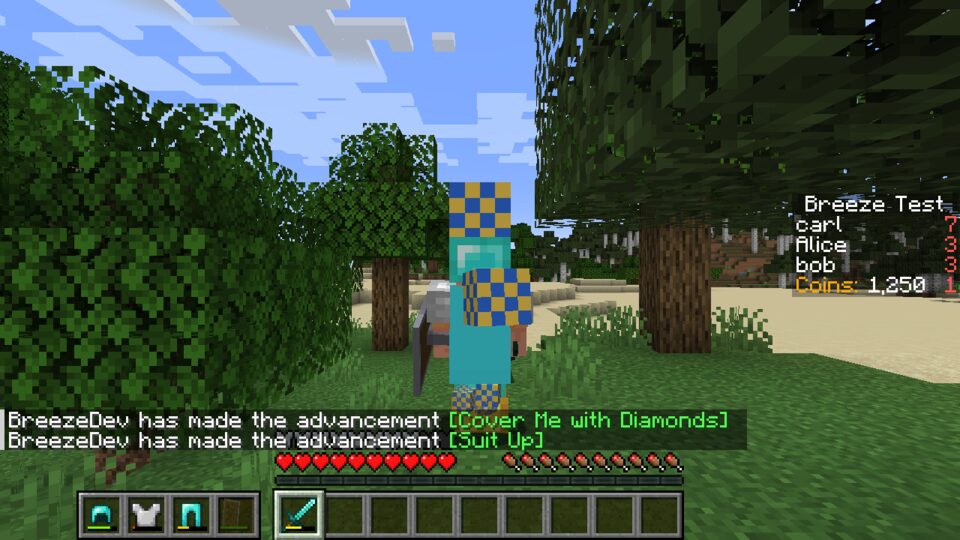 Breeze Test
carl 7
Alice 3
bob 3
Coins: 1,250 1
BreezeDev has made the advancement [Cover Me with Diamonds]
BreezeDev has made the advancement [Suit Up]